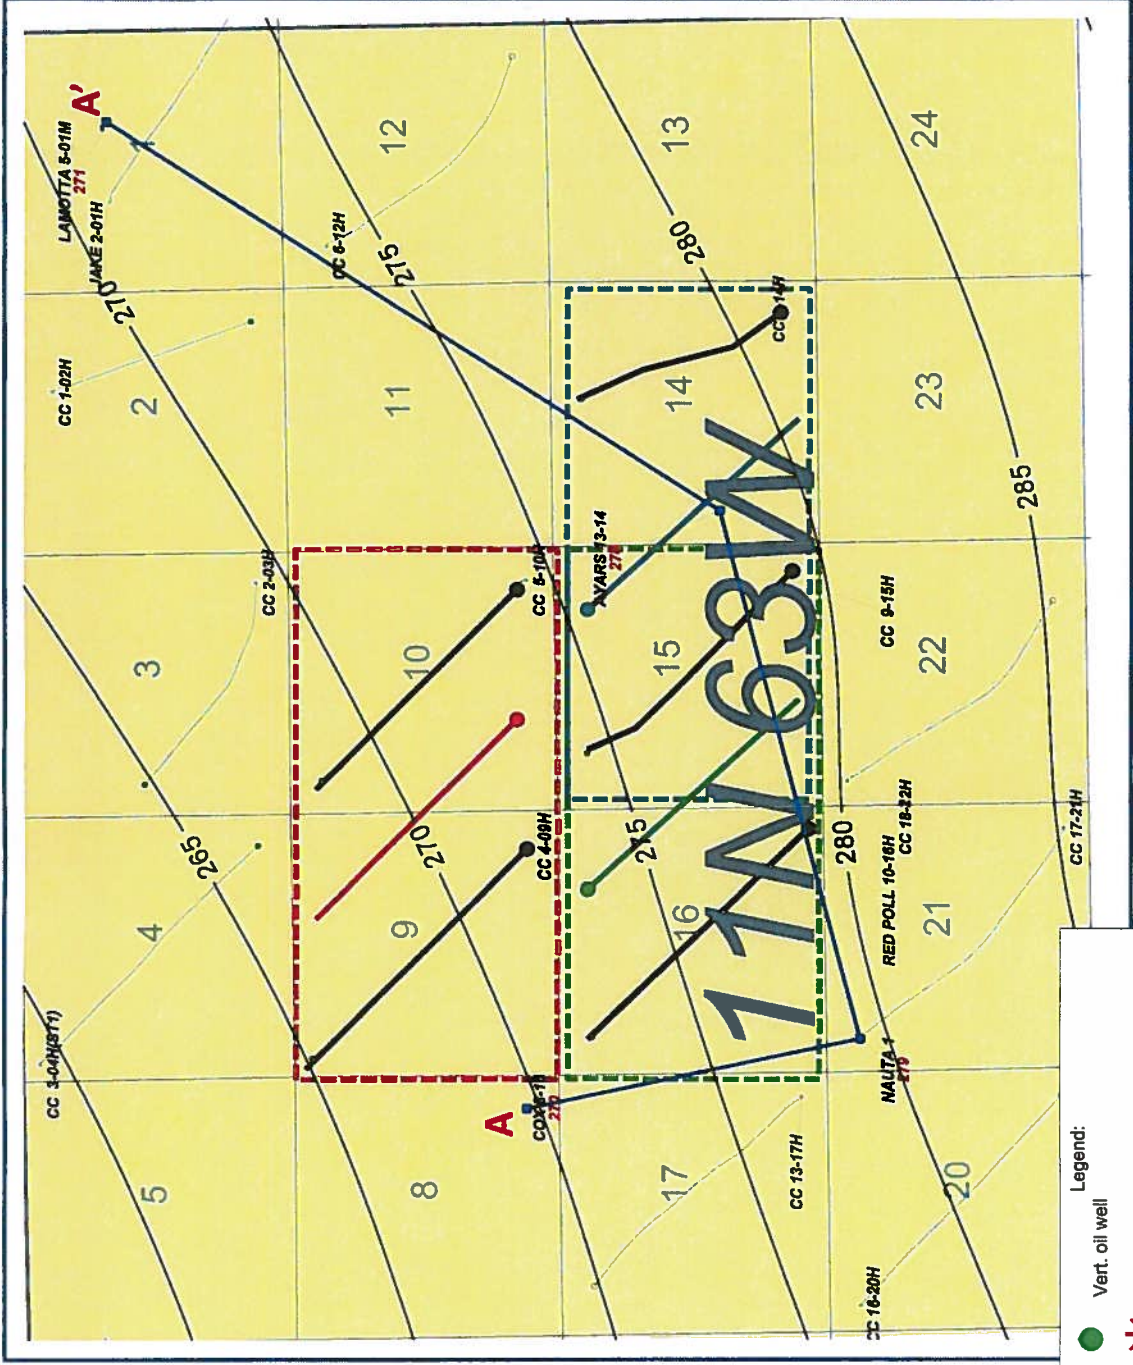 A'
LAMOTTA 5-01M
271
JAKE 2-01H
1
12
13
24
CC 6-12H
270
275
280
CC 1-02H
2
11
14
23
285
CC 2-03H
CC 5-10H
AYARS 3-14
3
10
15
22
CC 9-15H
11N 63W
265
270
275
280
CC 4-09H
4
9
16
21
RED POLL 10-16H
CC 18-22H
CC 17-21H
CC 3-04H(ST1)
A
270
NAUTA 1
279
5
8
17
20
CC 13-17H
CC 16-20H
Legend:
Vert. oil well